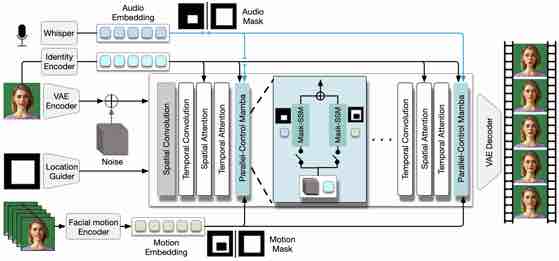 Audio
Embedding
Audio
Mask
Whisper
Identity
Encoder
VAE
Encoder
Noise
Location
Guider
Facial motion
Encoder
Motion
Embedding
Motion
Mask
Spatial Convolution
Temporal Convolution
Spatial Attention
Temporal Attention
Parallel-Control Mamba
Mask-SSM
Mask-SSM
...
Temporal Convolution
Spatial Attention
Temporal Attention
Parallel-Control Mamba
VAE Decoder